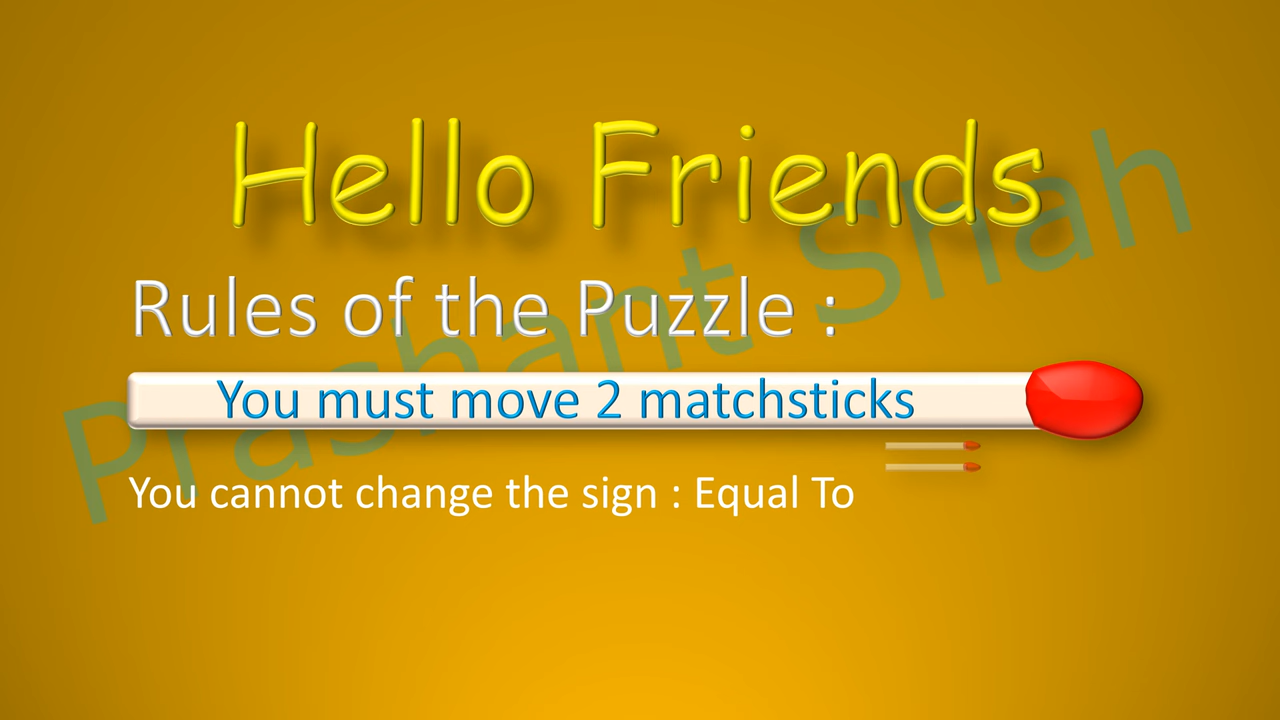 Hello Friends
Rules of the Puzzle :
You must move 2 matchsticks
You cannot change the sign : Equal To
Prashant Shah